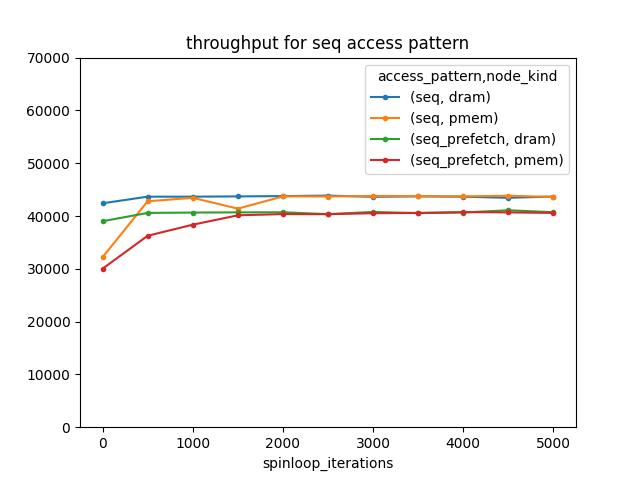 throughput for seq access pattern
70000
60000
50000
40000
30000
20000
10000
0
access_pattern,node_kind
(seq, dram)
(seq, pmem)
(seq_prefetch, dram)
(seq_prefetch, pmem)
0 1000 2000 3000 4000 5000
spinloop_iterations